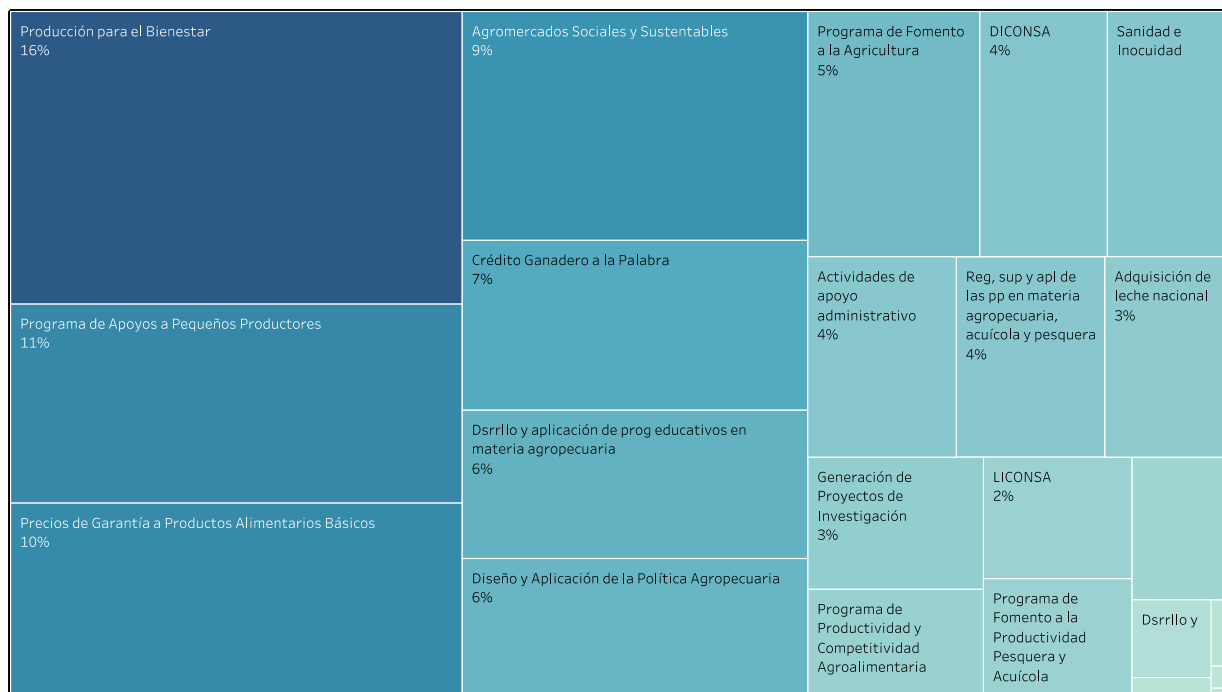 Producción para el Bienestar
16%
Programa de Apoyos a Pequeños Productores
11%
Precios de Garantía a Productos Alimentarios Básicos
10%
Agromercados Sociales y Sustentables
9%
Crédito Ganadero a la Palabra
7%
Dsrrllo y aplicación de prog educativos en
materia agropecuaria
6%
Diseño y Aplicación de la Política Agropecuaria
6%
Programa de Fomento
a la Agricultura
5%
DICONSA
4%
Sanidad e
Inocuidad
Actividades de
apoyo
administrativo
4%
Reg, sup y apl de
las pp en materia
agropecuaria,
acuícola y pesquera
4%
Adquisición de
leche nacional
3%
Generación de
Proyectos de
Investigación
3%
LICONSA
2%
Programa de
Productividad y
Competitividad
Agroalimentaria
Programa de
Fomento a la
Productividad
Pesquera y
Acuícola
Dsrrllo y